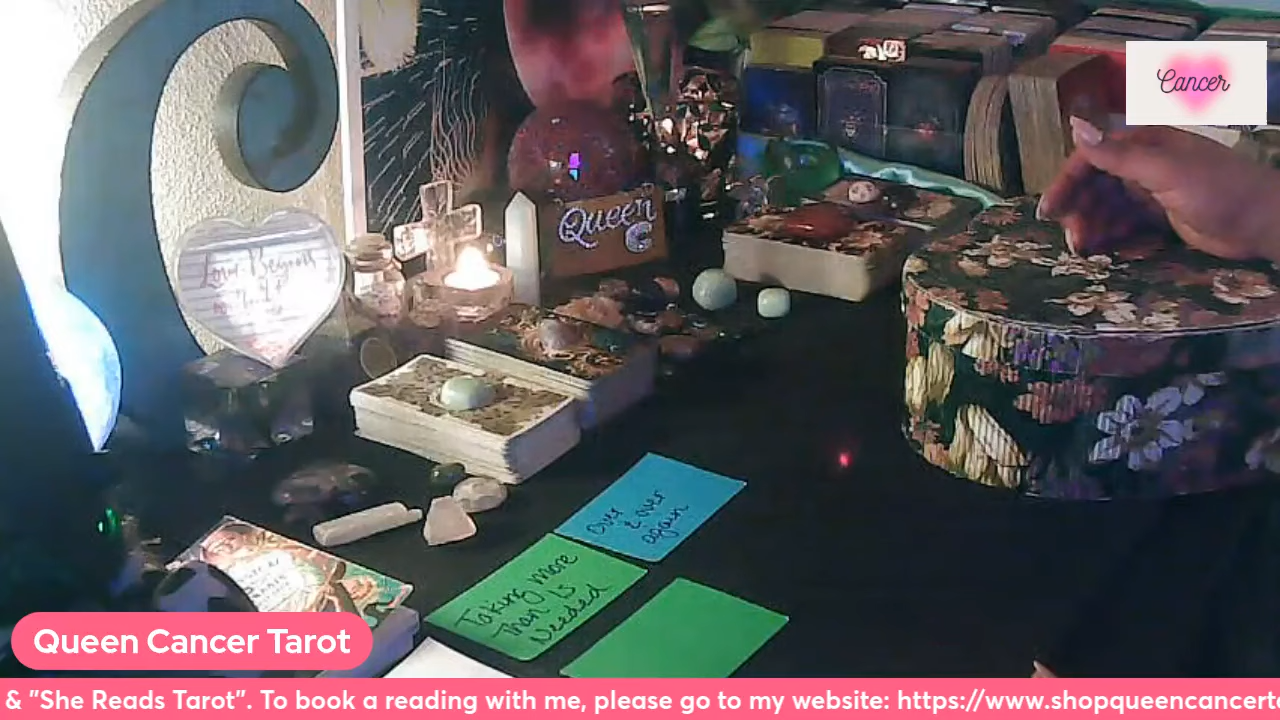 Cancer
Queen
Over
& over
again
Taking more
Than is
Needed
Queen Cancer Tarot
& "She Reads Tarot". To book a reading with me, please go to my website: https://www.shopqueencancert